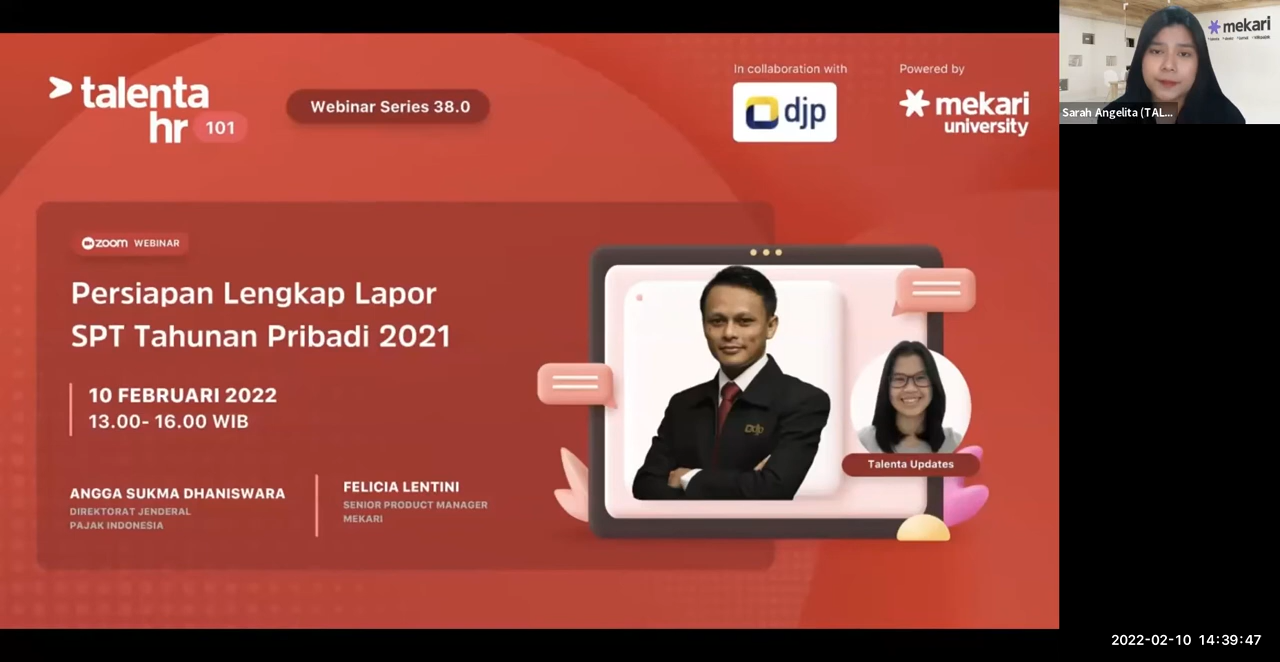 talenta
hr 101
Webinar Series 38.0
In collaboration with
djp
Powered by
mekari
university
mekari
Sarah Angelita (TAL...
zoom WEBINAR
Persiapan Lengkap Lapor
SPT Tahunan Pribadi 2021
10 FEBRUARI 2022
13.00- 16.00 WIB
ANGGA SUKMA DHANISWARA
DIREKTORAT JENDERAL
PAJAK INDONESIA
FELICIA LENTINI
SENIOR PRODUCT MANAGER
MEKARI
Djp
Talenta Updates
2022-02-10 14:39:47